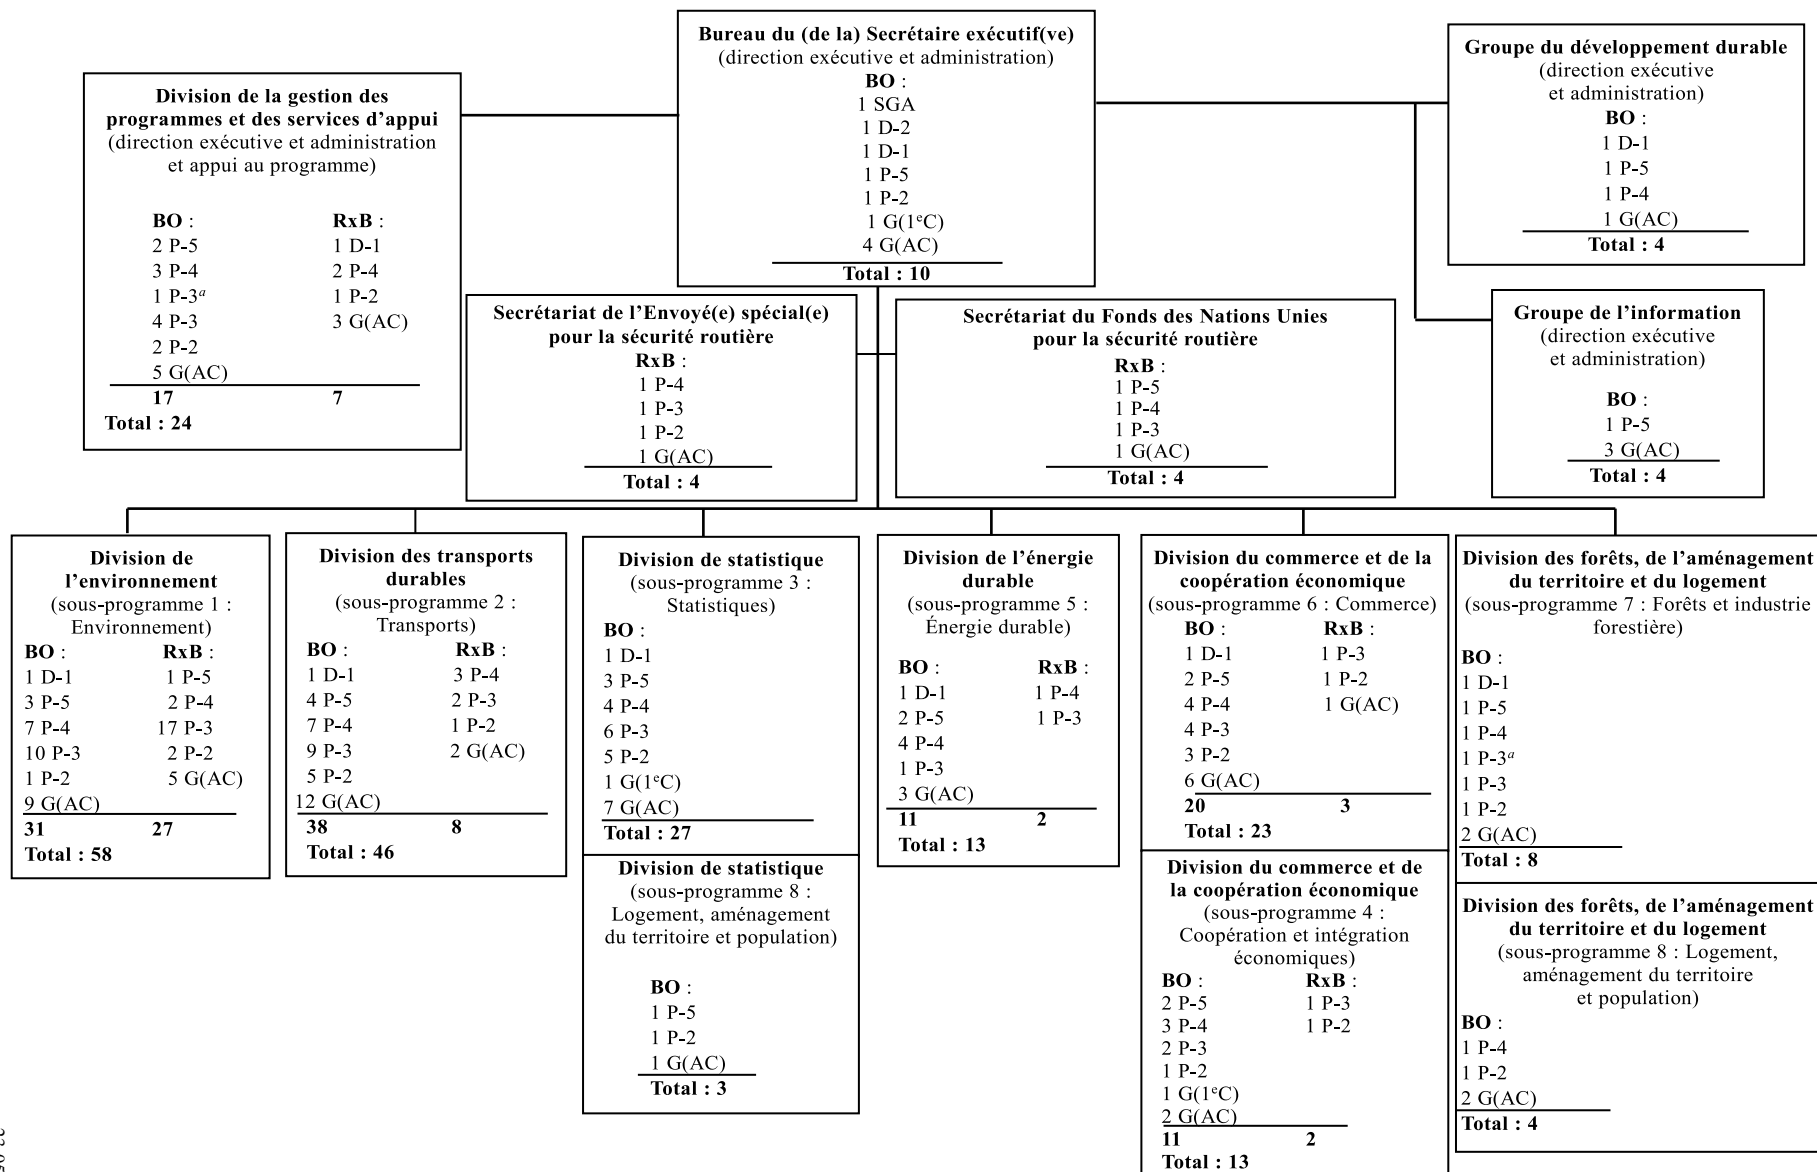 Bureau du (de la) Secrétaire exécutif(ve)
(direction exécutive et administration)
BO :
1 SGA
1 D-2
1 D-1
1 P-5
1 P-2
1 G(1ᵉC)
4 G(AC)
Total : 10
Groupe du développement durable
(direction exécutive
et administration)
BO :
1 D-1
1 P-5
1 P-4
1 G(AC)
Total : 4
Division de la gestion des
programmes et des services d’appui
(direction exécutive et administration
et appui au programme)
BO : RxB :
2 P-5 1 D-1
3 P-4 2 P-4
1 P-3ᵃ 1 P-2
4 P-3 3 G(AC)
2 P-2
5 G(AC)
17 7
Total : 24
Secrétariat de l’Envoyé(e) spécial(e)
pour la sécurité routière
RxB :
1 P-4
1 P-3
1 P-2
1 G(AC)
Total : 4
Secrétariat du Fonds des Nations Unies
pour la sécurité routière
RxB :
1 P-5
1 P-4
1 P-3
1 G(AC)
Total : 4
Groupe de l’information
(direction exécutive
et administration)
BO :
1 P-5
3 G(AC)
Total : 4
Division de
l’environnement
(sous-programme 1 :
Environnement)
BO : RxB :
1 D-1 1 P-5
3 P-5 2 P-4
7 P-4 17 P-3
10 P-3 2 P-2
1 P-2 5 G(AC)
9 G(AC)
31 27
Total : 58
Division des transports
durables
(sous-programme 2 :
Transports)
BO : RxB :
1 D-1 3 P-4
4 P-5 2 P-3
7 P-4 1 P-2
9 P-3 2 G(AC)
5 P-2
12 G(AC)
38 8
Total : 46
Division de statistique
(sous-programme 3 :
Statistiques)
BO :
1 D-1
3 P-5
4 P-4
6 P-3
5 P-2
1 G(1ᵉC)
7 G(AC)
Total : 27
Division de statistique
(sous-programme 8 :
Logement, aménagement
du territoire et population)
BO :
1 P-5
1 P-2
1 G(AC)
Total : 3
Division de l’énergie
durable
(sous-programme 5 :
Énergie durable)
BO : RxB :
1 D-1 1 P-4
2 P-5 1 P-3
4 P-4
1 P-3
3 G(AC)
11 2
Total : 13
Division du commerce et de la
coopération économique
(sous-programme 6 : Commerce)
BO : RxB :
1 D-1 1 P-3
2 P-5 1 P-2
4 P-4 1 G(AC)
4 P-3
3 P-2
6 G(AC)
20 3
Total : 23
Division du commerce et de
la coopération économique
(sous-programme 4 :
Coopération et intégration
économiques)
BO : RxB :
2 P-5 1 P-3
3 P-4 1 P-2
2 P-3
1 P-2
1 G(1ᵉC)
2 G(AC)
11 2
Total : 13
Division des forêts, de l’aménagement
du territoire et du logement
(sous-programme 7 : Forêts et industrie
forestière)
BO :
1 D-1
1 P-5
1 P-4
1 P-3ᵃ
1 P-3
1 P-2
2 G(AC)
Total : 8
Division des forêts, de l’aménagement
du territoire et du logement
(sous-programme 8 : Logement,
aménagement du territoire
et population)
BO :
1 P-4
1 P-2
2 G(AC)
Total : 4